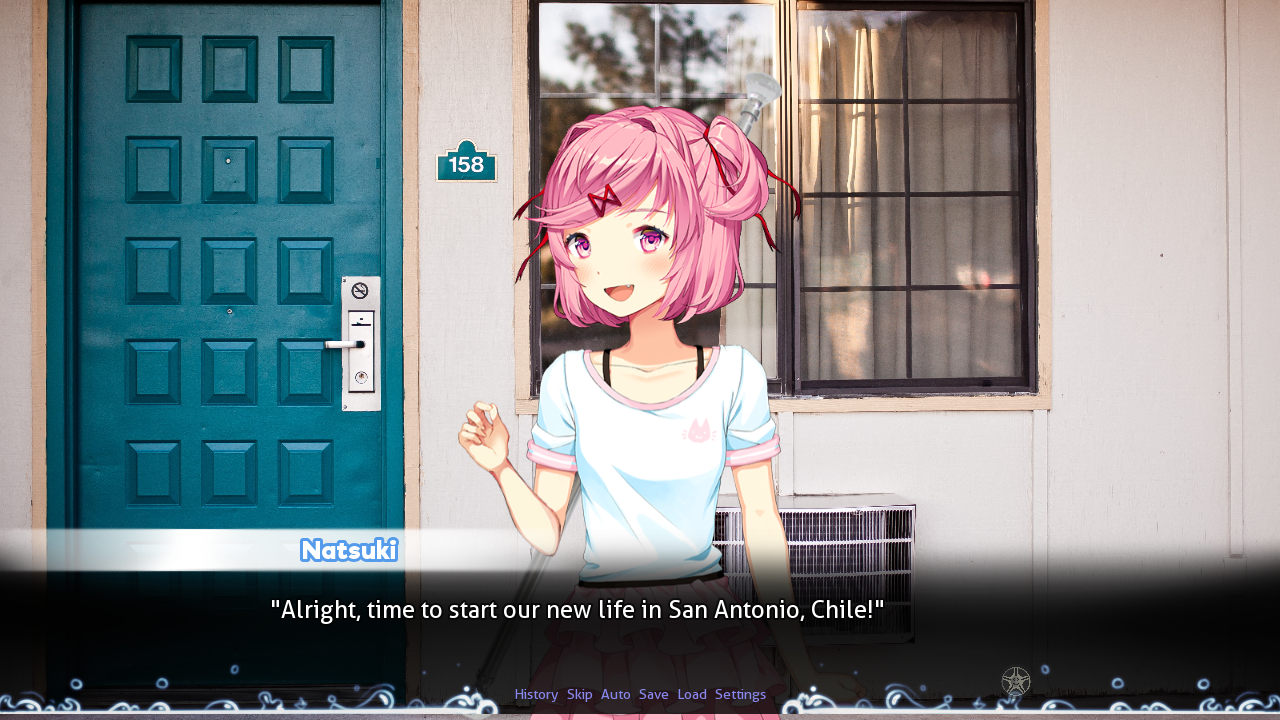 158
Natsuki
"Alright, time to start our new life in San Antonio, Chile!"
History Skip Auto Save Load Settings